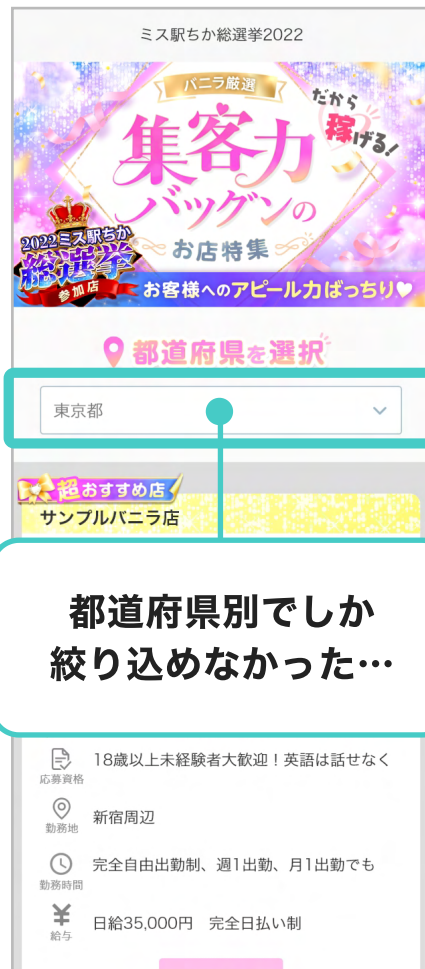 ミス駅ちか総選挙2022
バニラ厳選
だから
稼げる!
集客力
バツグンの
お店特集
2022ミス駅ちか
総選挙
参加店
お客様へのアピール力ばっちり♥
都道府県を選択
東京都
超おすすめ店
サンプルバニラ店
都道府県別でしか
絞り込めなかった…
応募資格
18歳以上未経験者大歓迎！英語は話せなく
勤務地
新宿周辺
勤務時間
完全自由出勤制、週1出勤、月1出勤でも
給与
日給35,000円 完全日払い制